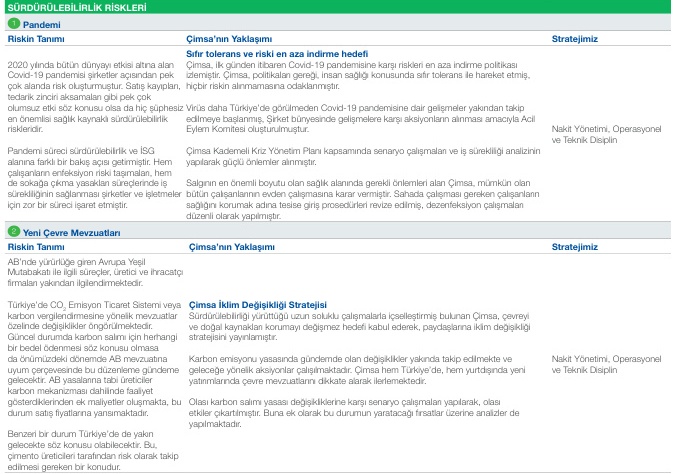 SÜRDÜRÜLEBİLİRLİK RİSKLERİ
1 Pandemi
Riskin Tanımı
Çimsa'nın Yaklaşımı
Stratejimiz
2020 yılında bütün dünyayı etkisi altına alan
Covid-19 pandemisi şirketler açısından pek
çok alanda risk oluşturmuştur. Satış kayıpları,
tedarik zinciri aksamaları gibi pek çok
olumsuz etki söz konusu olsa da hiç şüphesiz
en önemlisi sağlık kaynaklı sürdürülebilirlik
riskleridir.
Pandemi süreci sürdürülebilirlik ve İSG
alanına farklı bir bakış açısı getirmiştir. Hem
çalışanların enfeksiyon riski taşımaları, hem
de sokağa çıkma yasakları süreçlerinde iş
sürekliliğinin sağlanması şirketler ve işletmeler
için zor bir süreci işaret etmiştir.
Sıfır tolerans ve riski en aza indirme hedefi
Çimsa, ilk günden itibaren Covid-19 pandemisine karşı riskleri en aza indirme politikası
izlemiştir. Çimsa, politikaları gereği, insan sağlığı konusunda sıfır tolerans ile hareket etmiş,
hiçbir riskin alınmamasına odaklanmıştır.
Virüs daha Türkiye'de görülmeden Covid-19 pandemisine dair gelişmeler yakından takip
edilmeye başlanmış, Şirket bünyesinde gelişmelere karşı aksiyonların alınması amacıyla Acil
Eylem Komitesi oluşturulmuştur.
Çimsa Kademeli Kriz Yönetim Planı kapsamında senaryo çalışmaları ve iş sürekliliği analizinin
yapılarak güçlü önlemler alınmıştır.
Salgının en önemli boyutu olan sağlık alanında gerekli önlemleri alan Çimsa, mümkün olan
bütün çalışanlarının evden çalışmasına karar vermiştir. Sahada çalışması gereken çalışanların
sağlığını korumak adına tesise giriş prosedürleri revize edilmiş, dezenfeksiyon çalışmaları
düzenli olarak yapılmıştır.
Nakit Yönetimi, Operasyonel
ve Teknik Disiplin
2 Yeni Çevre Mevzuatları
Riskin Tanımı
Çimsa'nın Yaklaşımı
Stratejimiz
AB'nde yürürlüğe giren Avrupa Yeşil
Mutabakatı ile ilgili süreçler, üretici ve ihracatçı
firmaları yakından ilgilendirmektedir.
Türkiye'de CO₂ Emisyon Ticaret Sistemi veya
karbon vergilendirmesine yönelik mevzuatlar
özelinde değişiklikler öngörülmektedir.
Güncel durumda karbon salımı için herhangi
bir bedel ödenmesi söz konusu olmasa
da önümüzdeki dönemde AB mevzuatına
uyum çerçevesinde bu düzenleme gündeme
gelecektir. AB yasalarına tabi üreticiler
karbon mekanizması dahilinde faaliyet
gösterdiklerinden ek maliyetler oluşmakta, bu
durum satış fiyatlarına yansımaktadır.
Benzeri bir durum Türkiye'de de yakın
gelecekte söz konusu olabilecektir. Bu,
çimento üreticileri tarafından risk olarak takip
edilmesi gereken bir konudur.
Çimsa İklim Değişikliği Stratejisi
Sürdürülebilirliği yürüttüğü uzun soluklu çalışmalarla içselleştirmiş bulunan Çimsa, çevreyi
ve doğal kaynakları korumayı değişmez hedefi kabul ederek, paydaşlarına iklim değişikliği
stratejisini yayınlamıştır.
Karbon emisyonu yasasında gündemde olan değişiklikler yakında takip edilmekte ve
geleceğe yönelik aksiyonlar çalışılmaktadır. Çimsa hem Türkiye'de, hem yurtdışında yeni
yatırımlarında çevre mevzuatlarını dikkate alarak ilerlemektedir.
Olası karbon salımı yasası değişikliklerine karşı senaryo çalışmaları yapılarak, olası
etkiler çıkartılmıştır. Buna ek olarak bu durumun yaratacağı fırsatlar üzerine analizler de
yapılmaktadır.
Nakit Yönetimi, Operasyonel
ve Teknik Disiplin